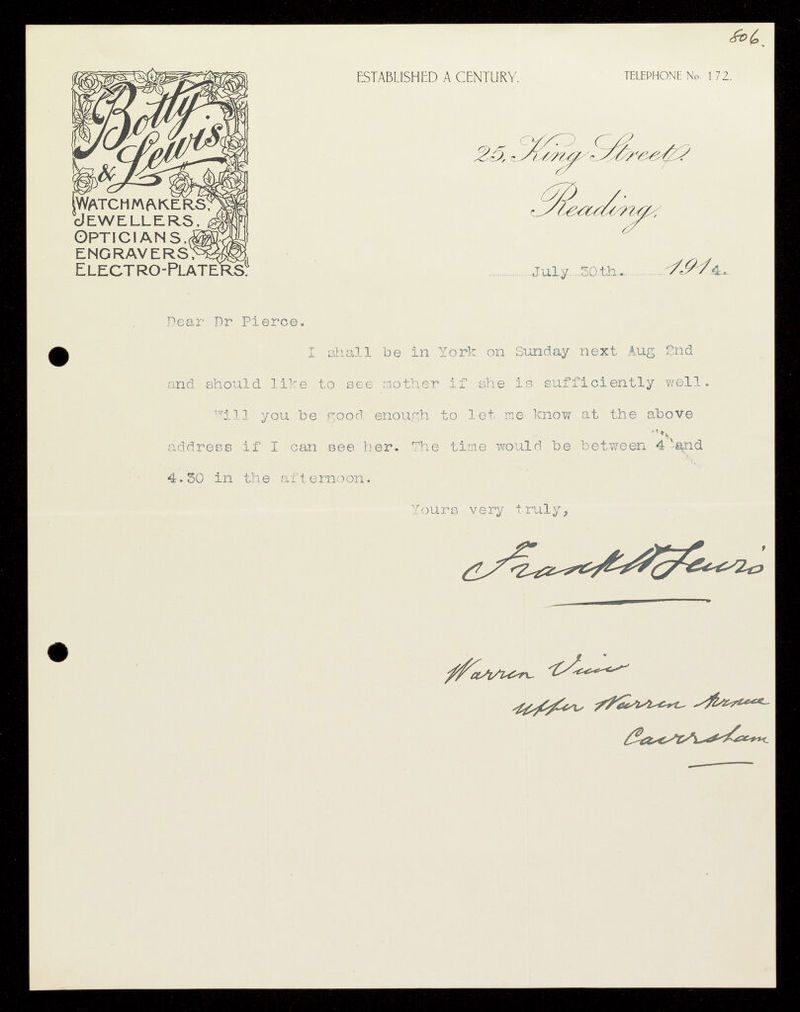 806.
ESTABLISHED A CENTURY.
TELEPHONE No. 172.
Botly
& Lewis
WATCHMAKERS,
JEWELLERS,
OPTICIANS,
ENGRAVERS,
ELECTRO-PLATERS.
25, King Street,
Reading,
July 30th. 1914.
Dear Dr Pierce.
I shall be in York on Sunday next Aug 2nd
and should like to see mother if she is sufficiently well.
Will you be good enough to let me know at the above
address if I can see her. The time would be between 4 and
4.30 in the afternoon.
Yours very truly,
Frank W Lewis
Warren View
Upper Warren Avenue
Caversham